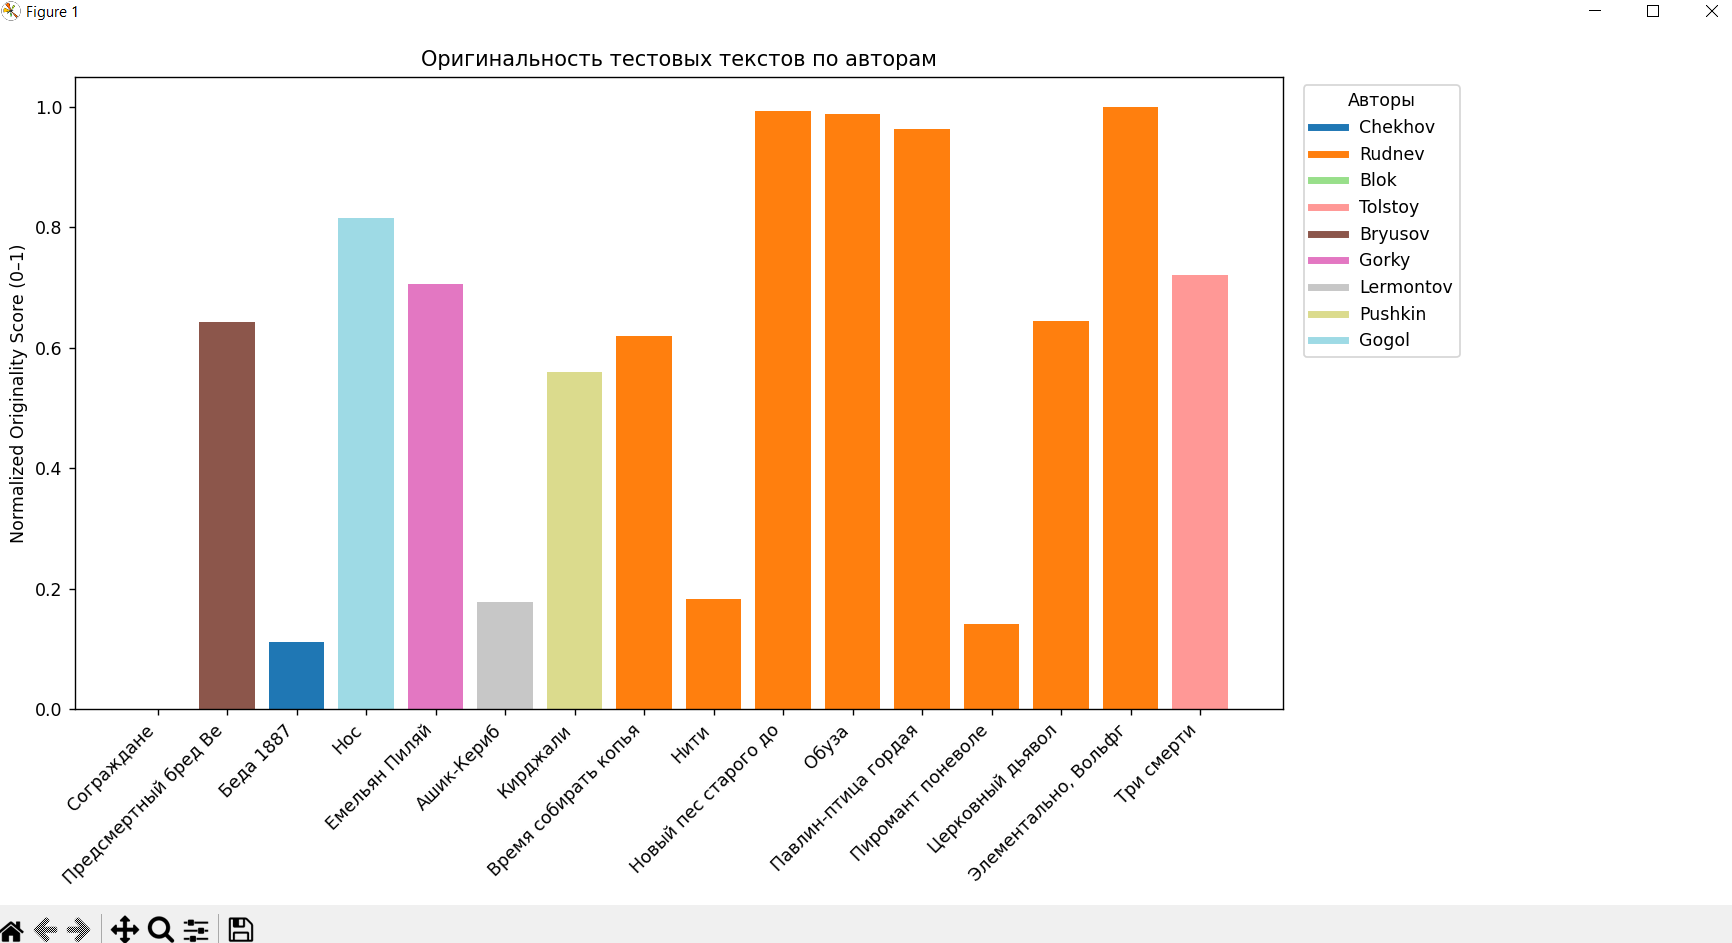 Figure 1
Оригинальность тестовых текстов по авторам
Normalized Originality Score (0–1)
1.0
0.8
0.6
0.4
0.2
0.0
Сограждане
Предсмертный бред Ве
Беда 1887
Нос
Емельян Пиляй
Ашик-Кериб
Кирджали
Время собирать копья
Нити
Новый пес старого до
Обуза
Павлин-птица гордая
Пиромант поневоле
Церковный дьявол
Элементально, Вольфг
Три смерти
Авторы
Chekhov
Rudnev
Blok
Tolstoy
Bryusov
Gorky
Lermontov
Pushkin
Gogol